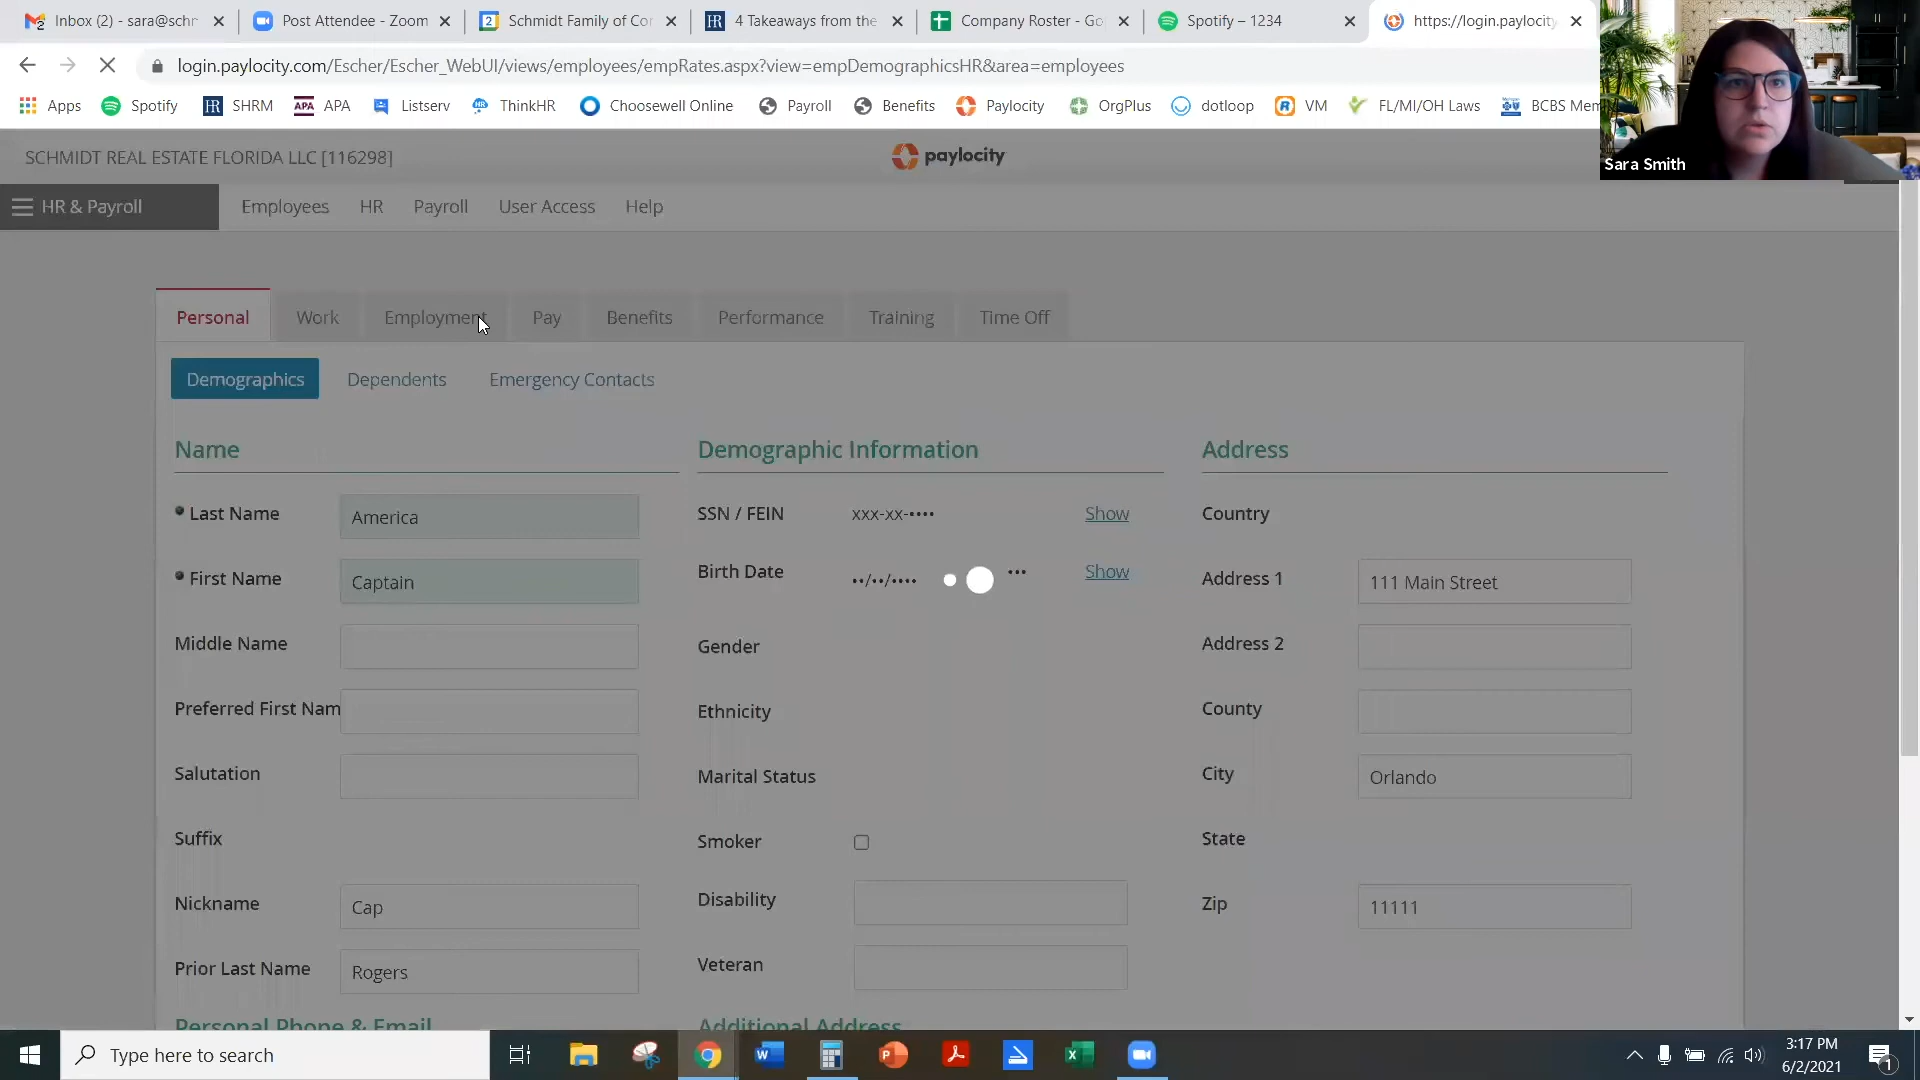 Inbox (2) - sara@schm
Post Attendee - Zoom
Schmidt Family of Cor
4 Takeaways from the
Company Roster - Go
Spotify – 1234
https://login.paylocity
login.paylocity.com/Escher/Escher_WebUI/views/employees/empRates.aspx?view=empDemographicsHR&area=employees
Apps Spotify SHRM APA Listserv ThinkHR Choosewell Online Payroll Benefits Paylocity OrgPlus dotloop VM FL/MI/OH Laws BCBS Mem
Sara Smith
SCHMIDT REAL ESTATE FLORIDA LLC [116298]
paylocity
HR & Payroll
Employees HR Payroll User Access Help
Personal Work Employment Pay Benefits Performance Training Time Off
Demographics Dependents Emergency Contacts
Name
Last Name America
First Name Captain
Middle Name
Preferred First Nam
Salutation
Suffix
Nickname Cap
Prior Last Name Rogers
Personal Phone & Email
Demographic Information
SSN / FEIN xxx-xx-•••• Show
Birth Date ••/••/•••• ••• Show
Gender
Ethnicity
Marital Status
Smoker
Disability
Veteran
Additional Address
Address
Country
Address 1 111 Main Street
Address 2
County
City Orlando
State
Zip 11111
Type here to search
3:17 PM
6/2/2021
1